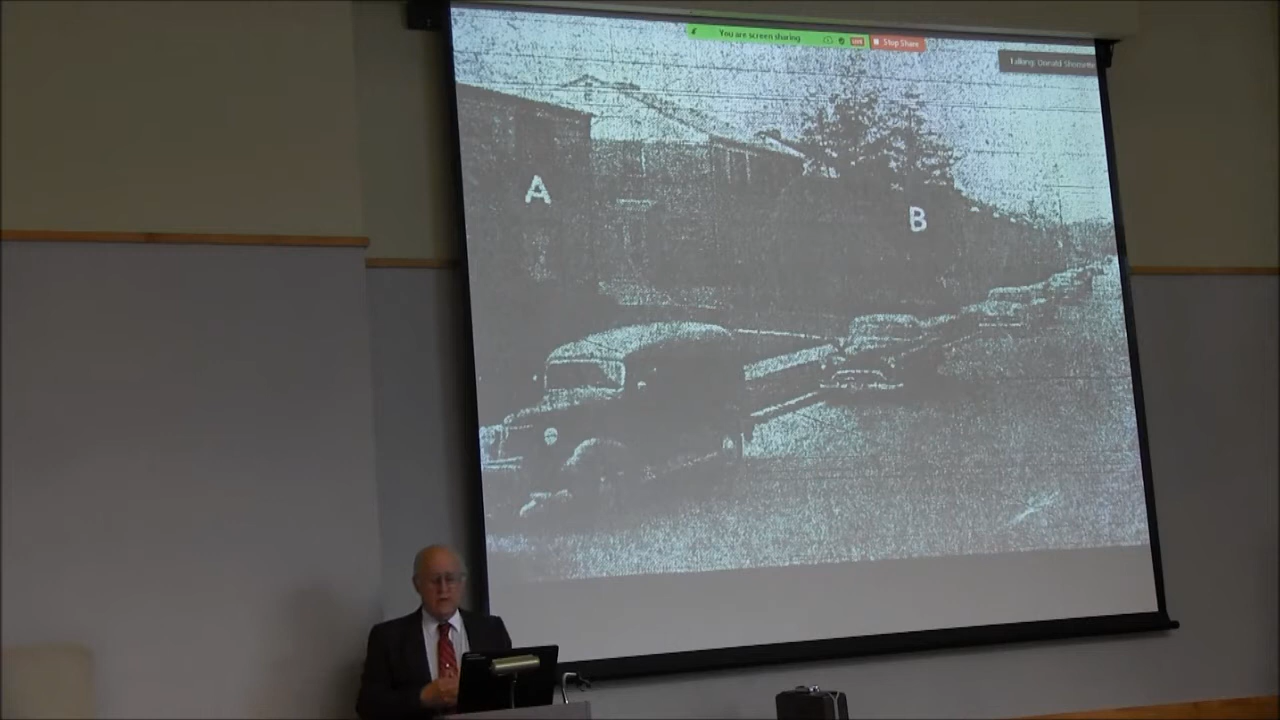 You are screen sharing
Stop Share
Talking: Donald Shomette
A
B